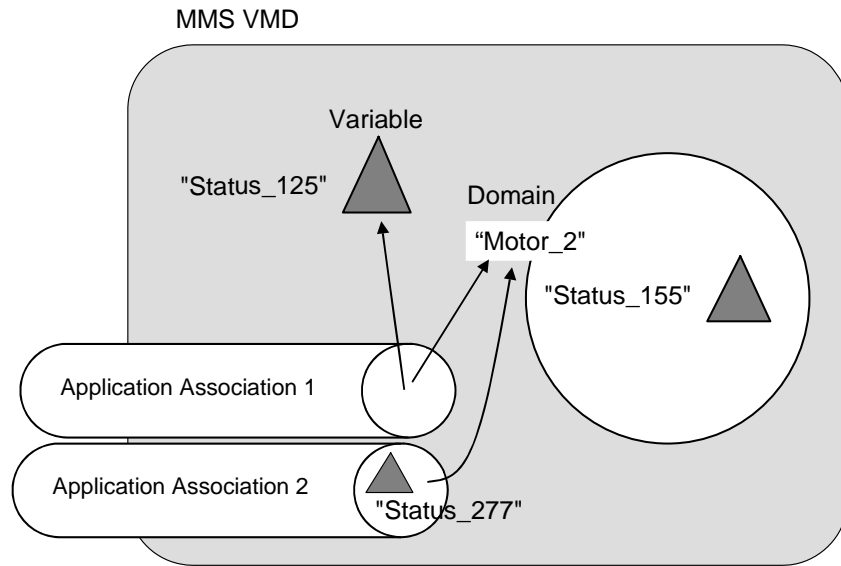 MMS VMD
Variable
"Status_125"
Domain
“Motor_2"
"Status_155"
Application Association 1
Application Association 2
"Status_277"